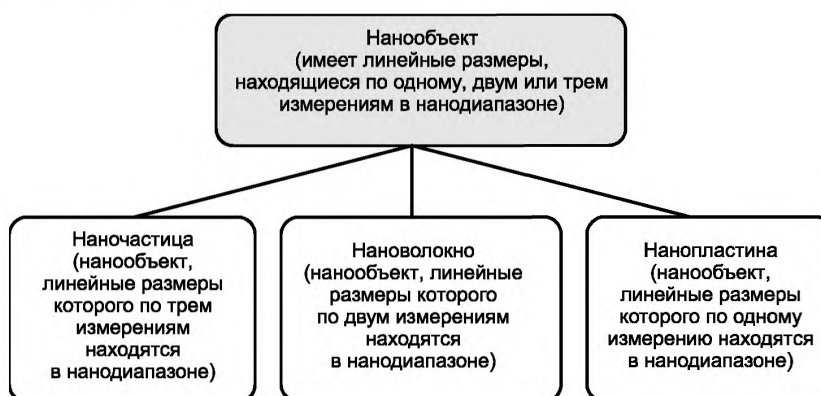 Нанообъект
(имеет линейные размеры,
находящиеся по одному, двум или трем
измерениям в нанодиапазоне)
Наночастица
(нанообъект,
линейные размеры
которого по трем
измерениям
находятся
в нанодиапазоне)
Нановолокно
(нанообъект, линейные
размеры которого
по двум измерениям
находятся
в нанодиапазоне)
Нанопластина
(нанообъект,
линейные размеры
которого по одному
измерению находятся
в нанодиапазоне)